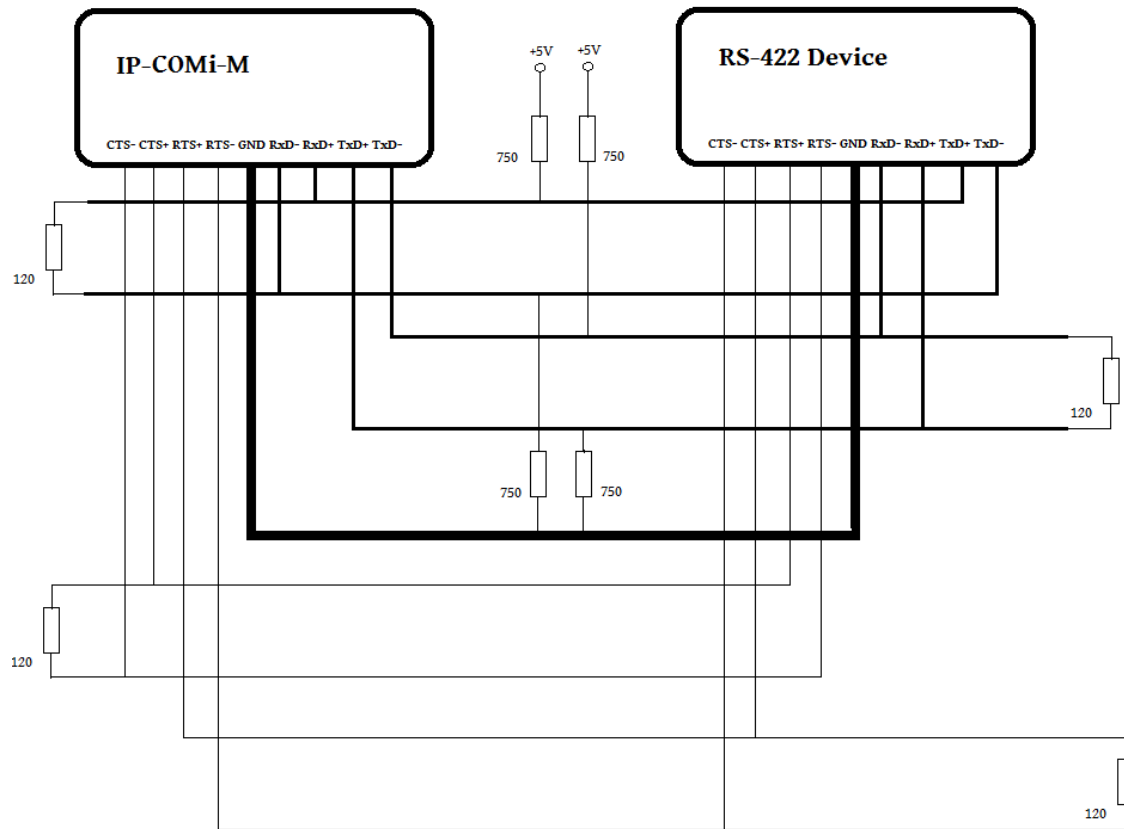 IP-COMi-M
CTS- CTS+ RTS+ RTS- GND RxD- RxD+ TxD+ TxD-
+5V
+5V
750
750
RS-422 Device
CTS- CTS+ RTS+ RTS- GND RxD- RxD+ TxD+ TxD-
120
120
750
750
120
120